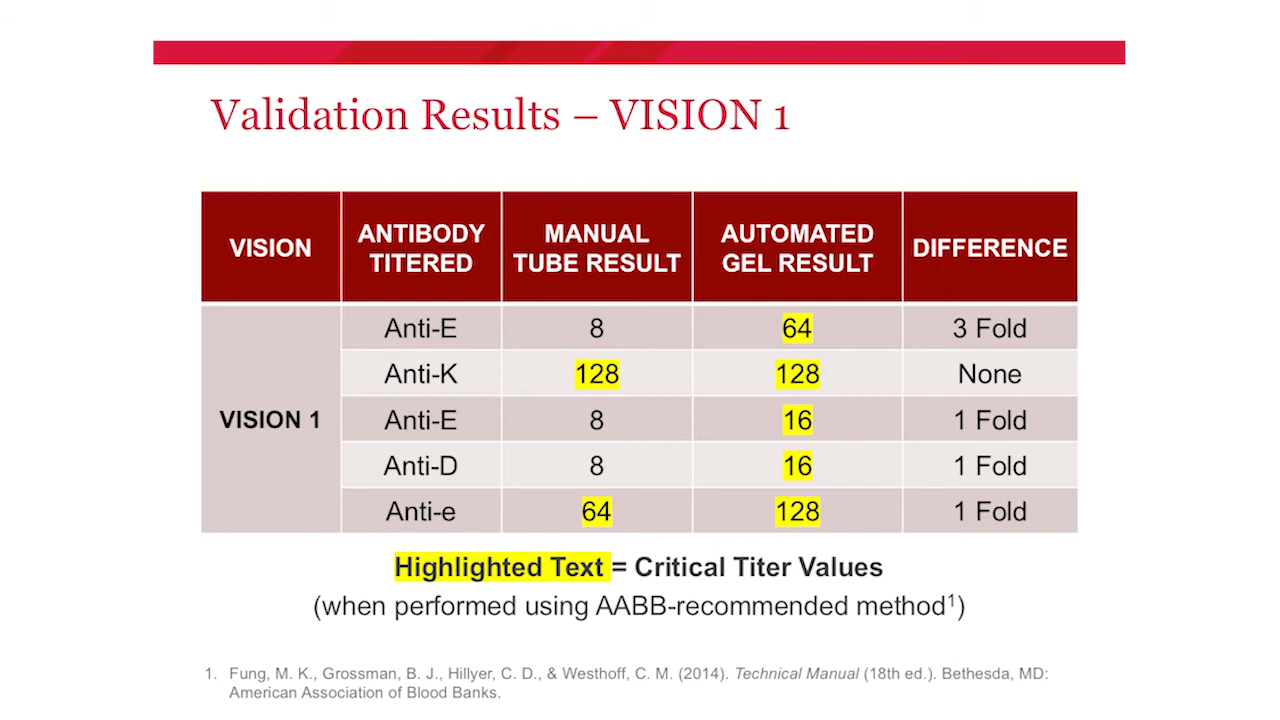 Validation Results – VISION 1
VISION
ANTIBODY
TITERED
MANUAL
TUBE RESULT
AUTOMATED
GEL RESULT
DIFFERENCE
VISION 1
Anti-E 8 64 3 Fold
Anti-K 128 128 None
Anti-E 8 16 1 Fold
Anti-D 8 16 1 Fold
Anti-e 64 128 1 Fold
Highlighted Text = Critical Titer Values
(when performed using AABB-recommended method¹)
1. Fung, M. K., Grossman, B. J., Hillyer, C. D., & Westhoff, C. M. (2014). Technical Manual (18th ed.). Bethesda, MD:
American Association of Blood Banks.